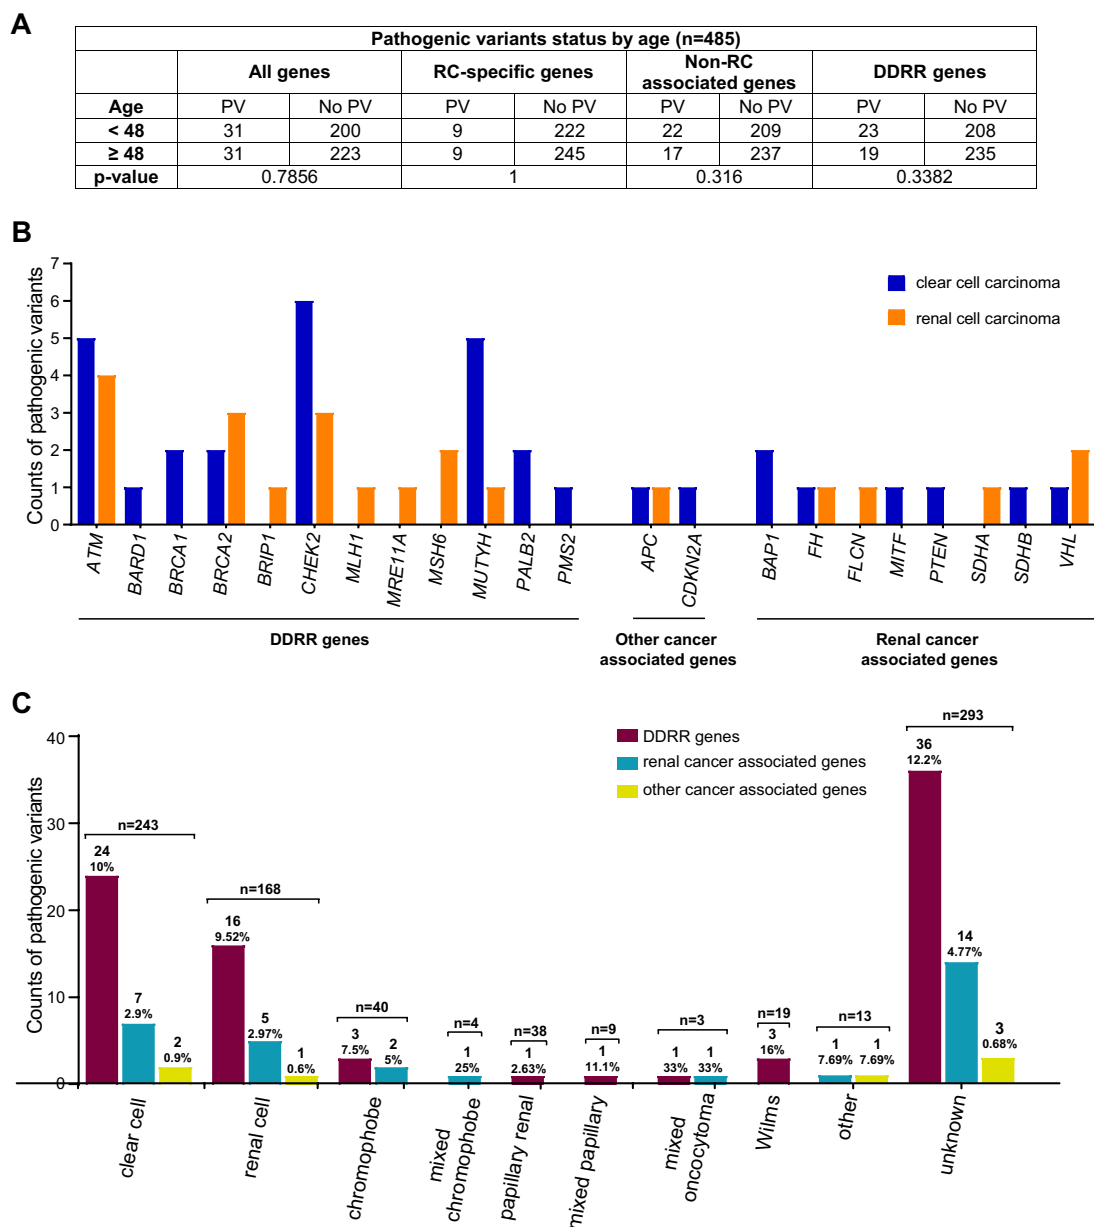 A
Pathogenic variants status by age (n=485)
All genes RC-specific genes Non-RC associated genes DDRR genes
Age PV No PV PV No PV PV No PV PV No PV
< 48 31 200 9 222 22 209 23 208
≥ 48 31 223 9 245 17 237 19 235
p-value 0.7856 1 0.316 0.3382
B
Counts of pathogenic variants
7
6
5
4
3
2
1
0
clear cell carcinoma
renal cell carcinoma
ATM BARD1 BRCA1 BRCA2 BRIP1 CHEK2 MLH1 MRE11A MSH6 MUTYH PALB2 PMS2 APC CDKN2A BAP1 FH FLCN MITF PTEN SDHA SDHB VHL
DDRR genes
Other cancer
associated genes
Renal cancer
associated genes
C
Counts of pathogenic variants
40
30
20
10
0
DDRR genes
renal cancer associated genes
other cancer associated genes
n=243
24
10%
7
2.9%
2
0.9%
n=168
16
9.52%
5
2.97%
1
0.6%
n=40
3
7.5%
2
5%
n=4
1
25%
n=38
1
2.63%
n=9
1
11.1%
n=3
1
33%
1
33%
n=19
3
16%
n=13
1
7.69%
1
7.69%
n=293
36
12.2%
14
4.77%
3
0.68%
clear cell
renal cell
chromophobe
mixed
chromophobe
papillary renal
mixed papillary
mixed
oncocytoma
Wilms
other
unknown